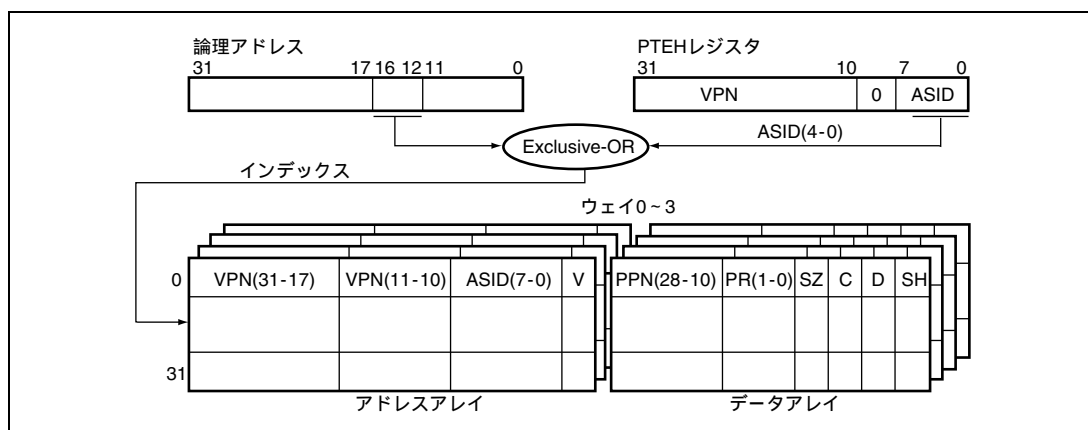 論理アドレス
PTEHレジスタ
31 17 16 12 11 0
31 10 7 0
VPN 0 ASID
ASID(4-0)
Exclusive-OR
インデックス
ウェイ0～3
0 VPN(31-17) VPN(11-10) ASID(7-0) V
PPN(28-10) PR(1-0) SZ C D SH
31
アドレスアレイ
データアレイ